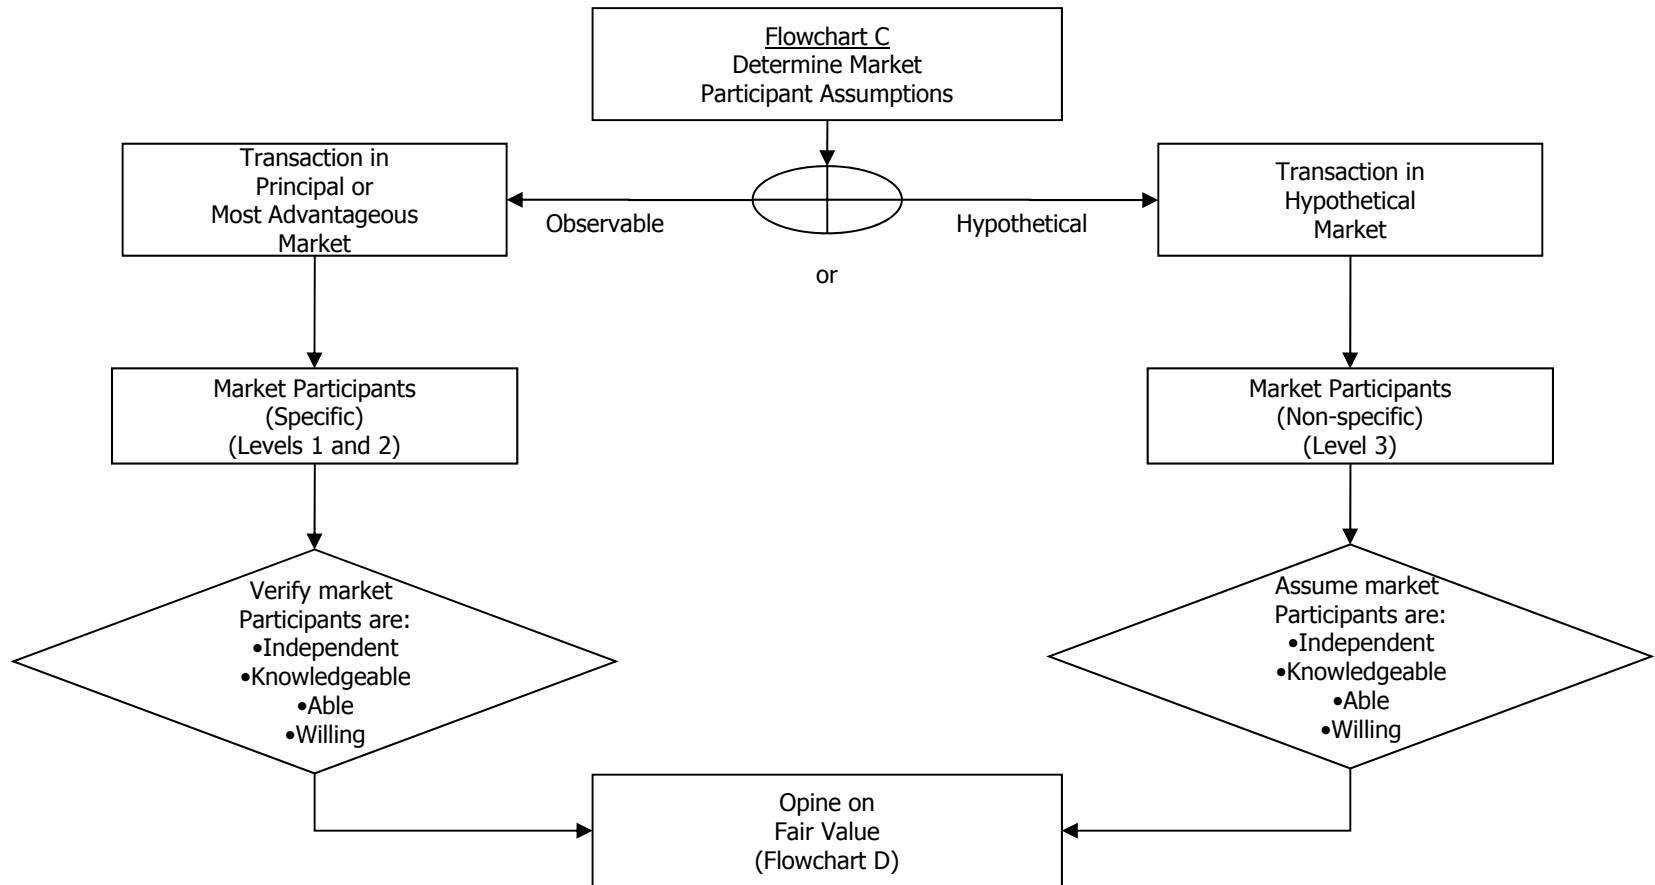 Flowchart C
Determine Market
Participant Assumptions
Transaction in
Principal or
Most Advantageous
Market
Observable
Hypothetical
or
Transaction in
Hypothetical
Market
Market Participants
(Specific)
(Levels 1 and 2)
Market Participants
(Non-specific)
(Level 3)
Verify market
Participants are:
•Independent
•Knowledgeable
•Able
•Willing
Assume market
Participants are:
•Independent
•Knowledgeable
•Able
•Willing
Opine on
Fair Value
(Flowchart D)